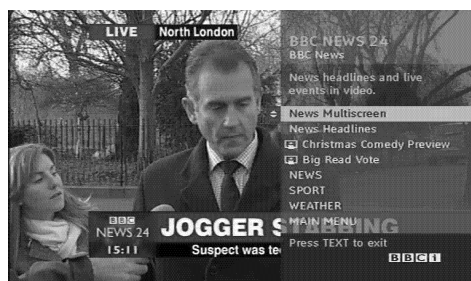 LIVE North London
BBC NEWS 24
BBC News
News headlines and live
events in video.
News Multiscreen
News Headlines
Christmas Comedy Preview
Big Read Vote
NEWS
SPORT
WEATHER
MAIN MENU
Press TEXT to exit
BBCi
BBC
NEWS 24
15:11
JOGGER STABBING
Suspect was